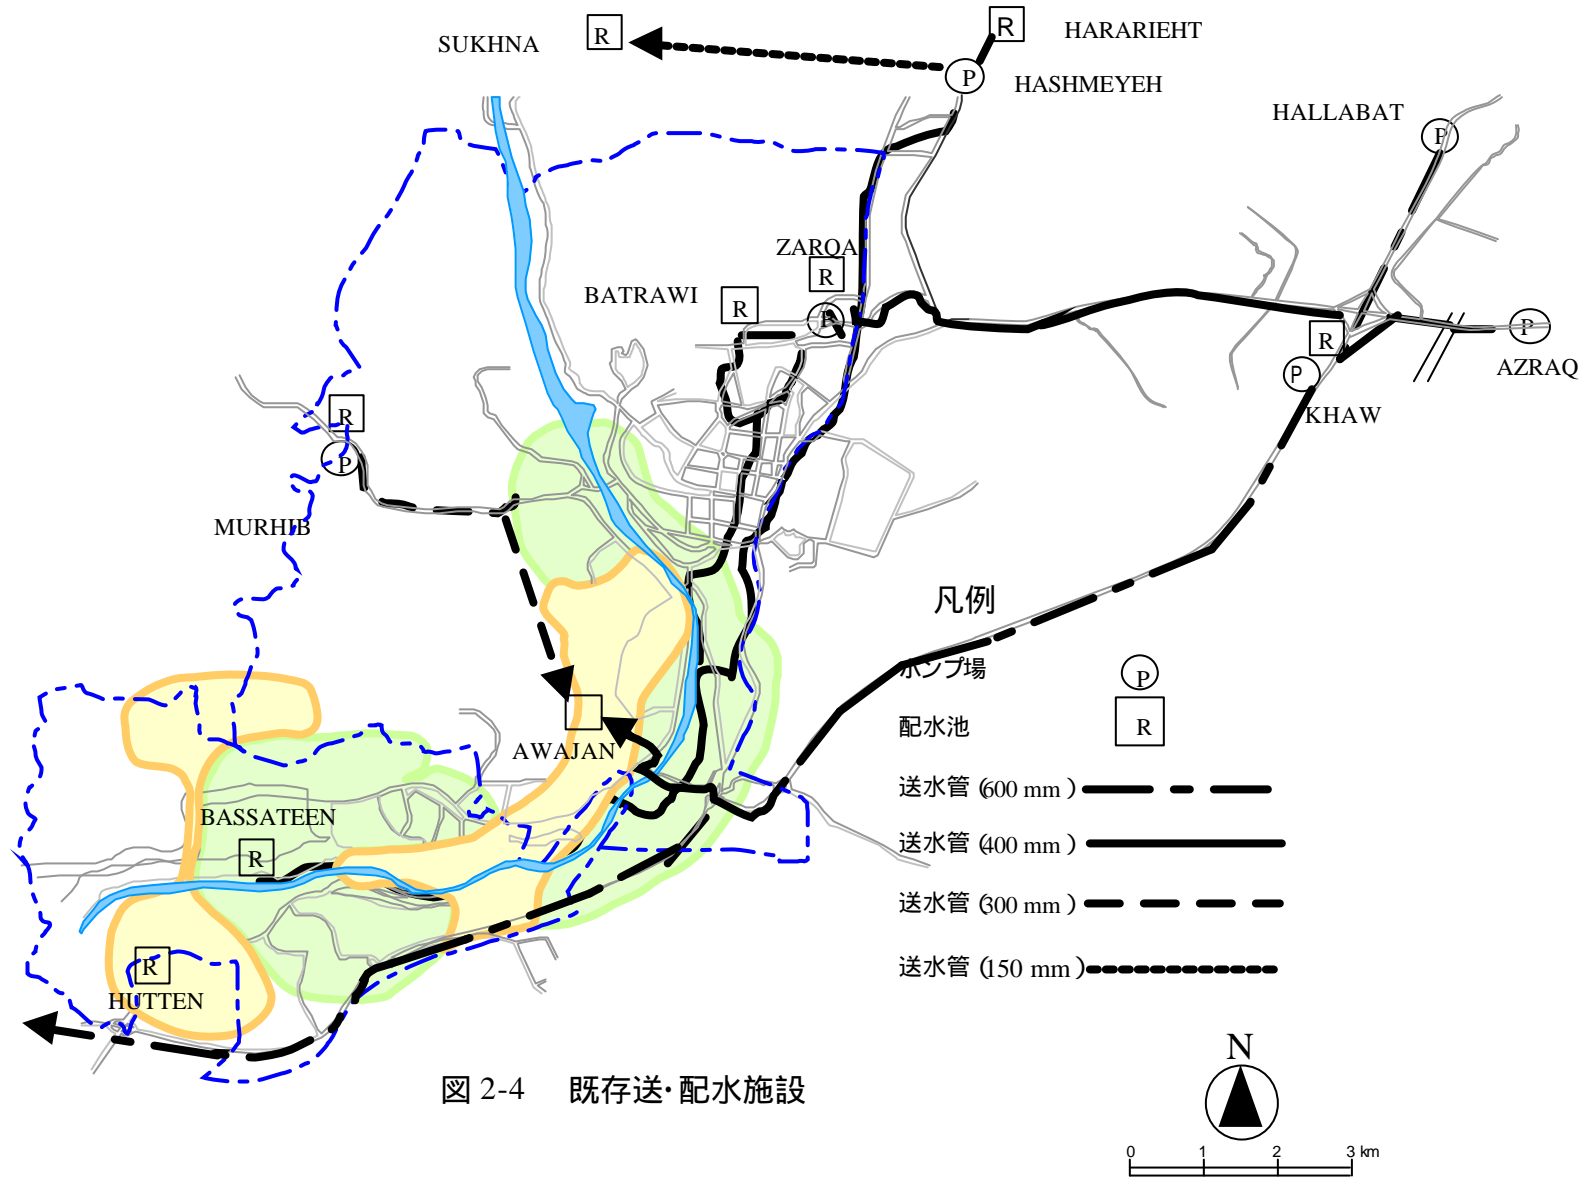 SUKHNA
R
R
HARARIEHT
P
HASHMEYEH
HALLABAT
P
ZARQA
R
BATRAWI
R
P
R
P
AZRAQ
P
KHAW
R
P
MURHIB
凡例
ポンプ場
P
配水池
R
AWAJAN
送水管 (600 mm)
BASSATEEN
R
送水管 (400 mm)
送水管 (300 mm)
送水管 (150 mm)
R
HUTTEN
N
図 2-4 既存送・配水施設
0 1 2 3 km